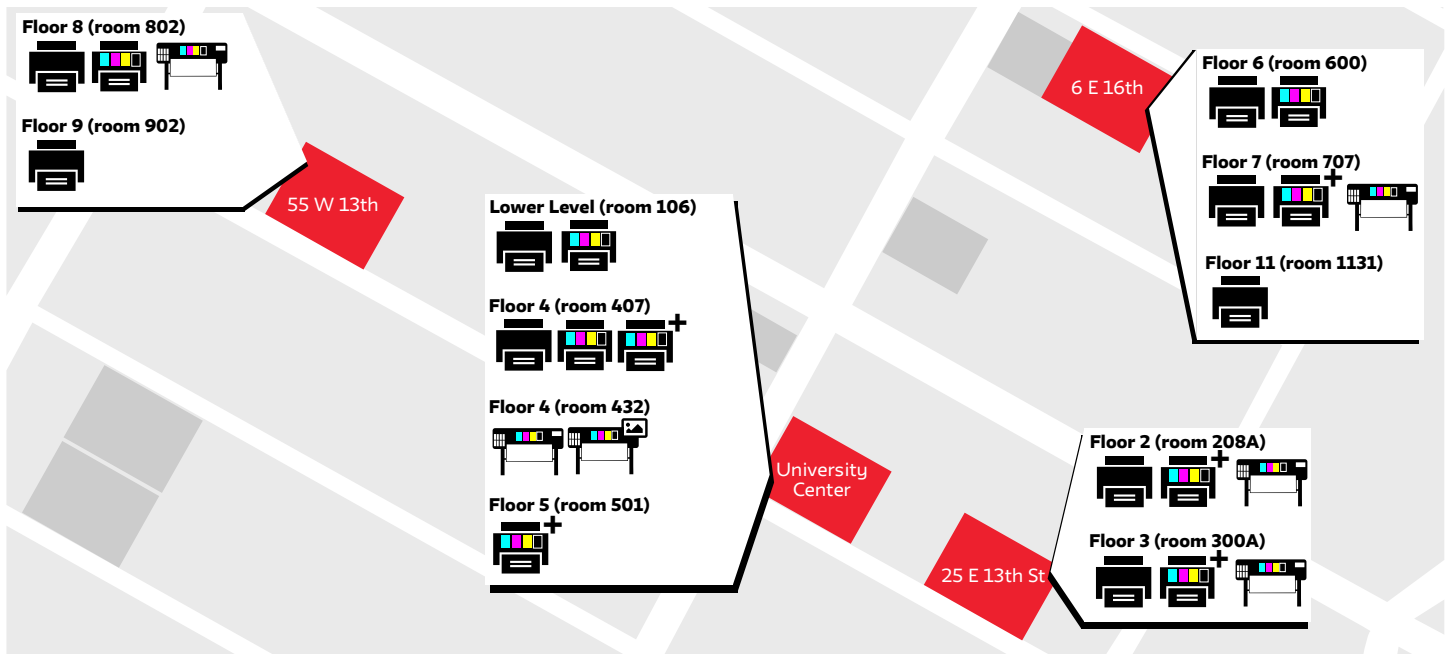 Floor 8 (room 802)
Floor 9 (room 902)
55 W 13th
Lower Level (room 106)
Floor 4 (room 407)
+
Floor 4 (room 432)
Floor 5 (room 501)
+
University
Center
6 E 16th
Floor 6 (room 600)
Floor 7 (room 707)
+
Floor 11 (room 1131)
25 E 13th St
Floor 2 (room 208A)
+
Floor 3 (room 300A)
+